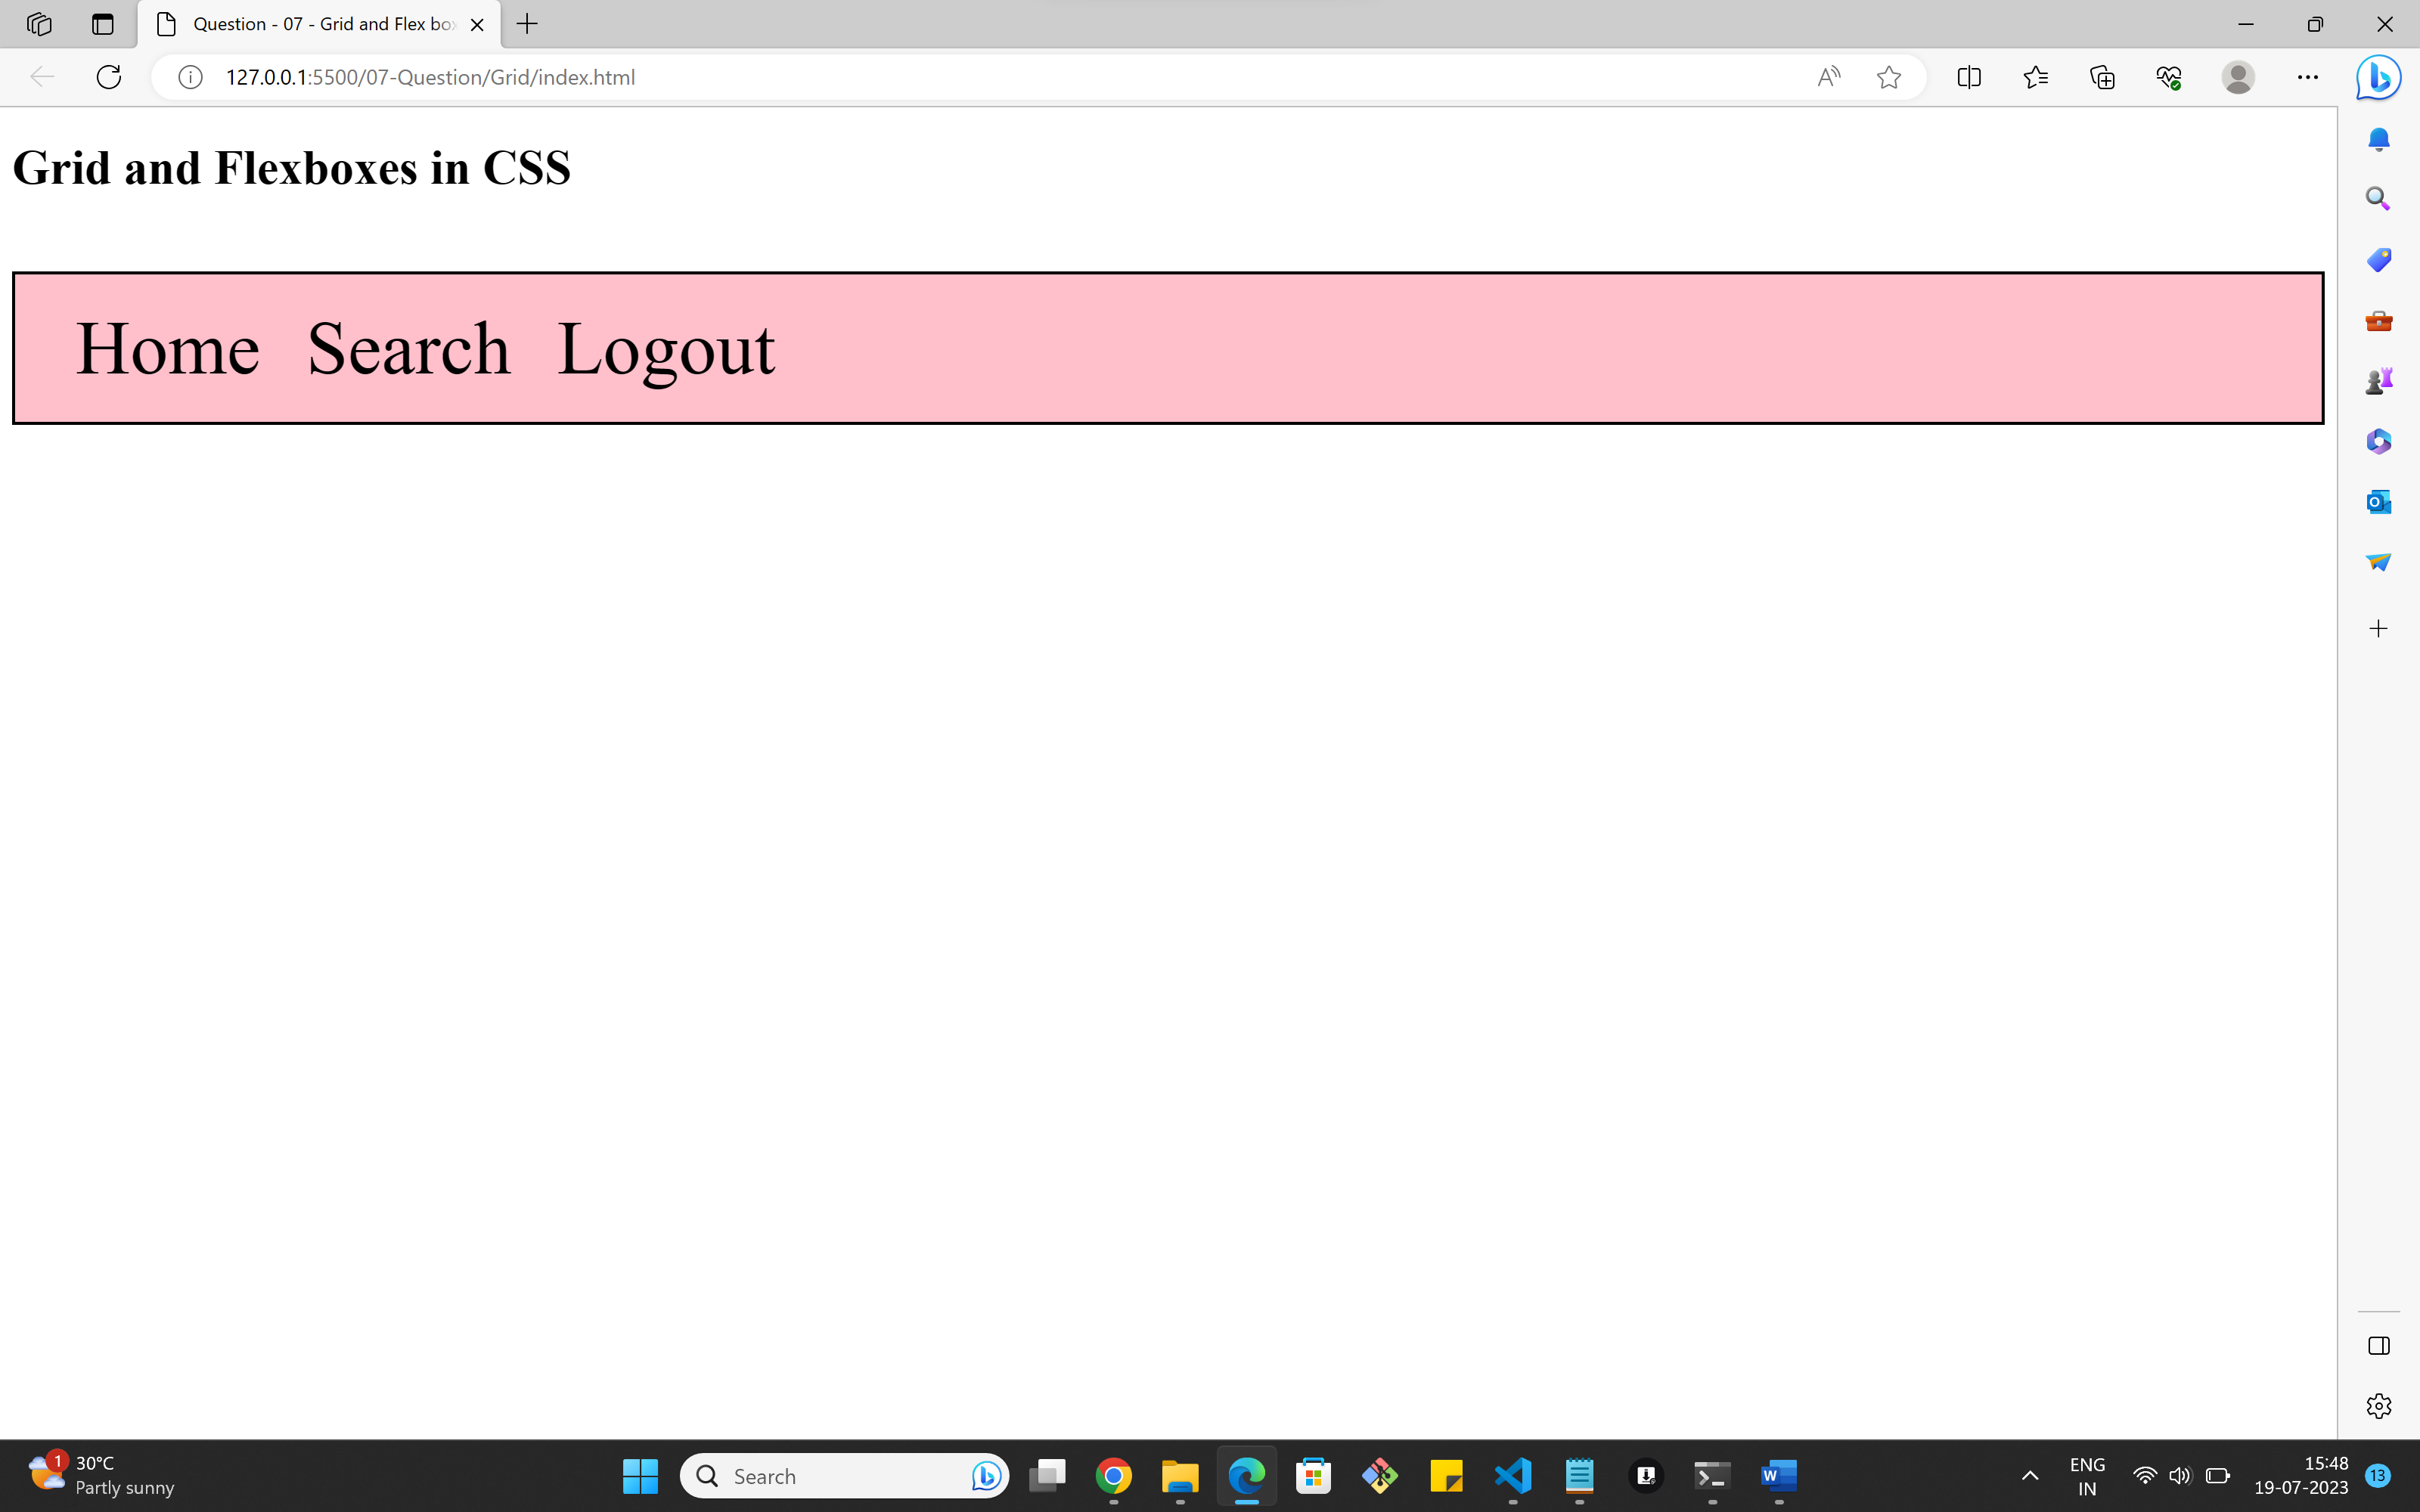 Question - 07 - Grid and Flex box
127.0.0.1:5500/07-Question/Grid/index.html
Grid and Flexboxes in CSS
Home Search Logout
1
30°C
Partly sunny
Search
ENG
IN
15:48
19-07-2023
13